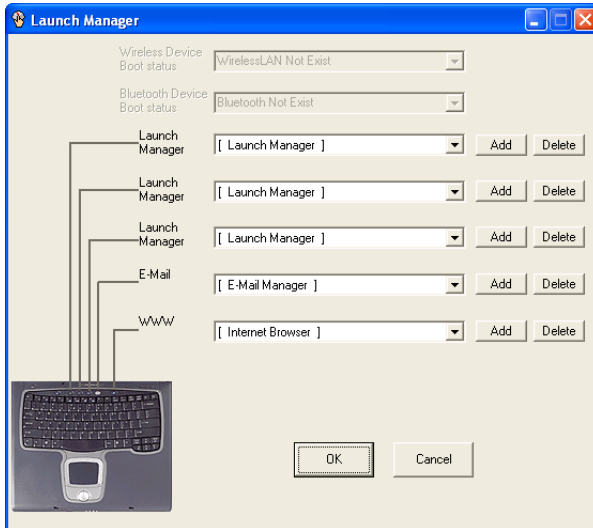 Launch Manager
Wireless Device
Boot status
WirelessLAN Not Exist
Bluetooth Device
Boot status
Bluetooth Not Exist
Launch
Manager
[ Launch Manager ]
Add
Delete
Launch
Manager
[ Launch Manager ]
Add
Delete
Launch
Manager
[ Launch Manager ]
Add
Delete
E-Mail
[ E-Mail Manager ]
Add
Delete
WWW
[ Internet Browser ]
Add
Delete
OK
Cancel